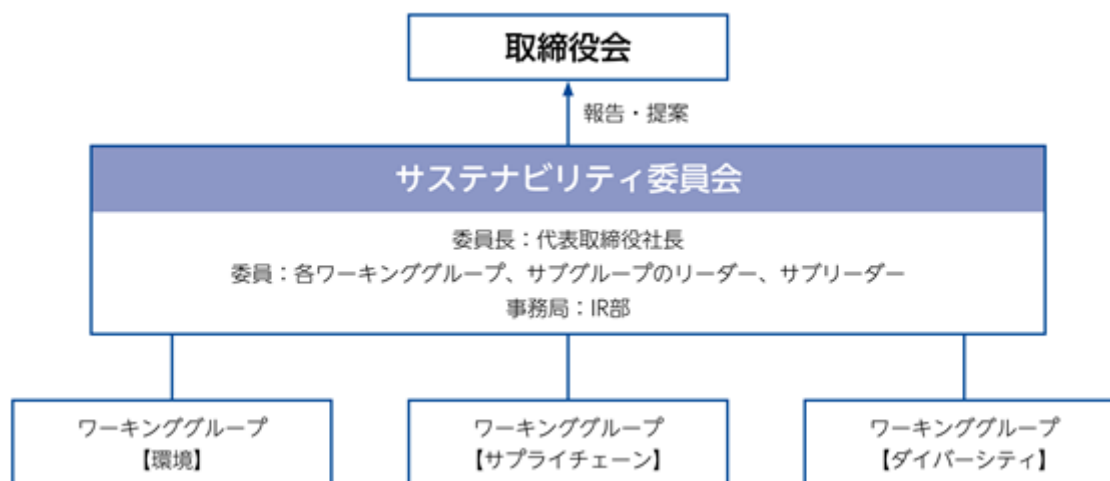 取締役会
報告・提案
サステナビリティ委員会
委員長：代表取締役社長
委員：各ワーキンググループ、サブグループのリーダー、サブリーダー
事務局：IR部
ワーキンググループ
【環境】
ワーキンググループ
【サプライチェーン】
ワーキンググループ
【ダイバーシティ】